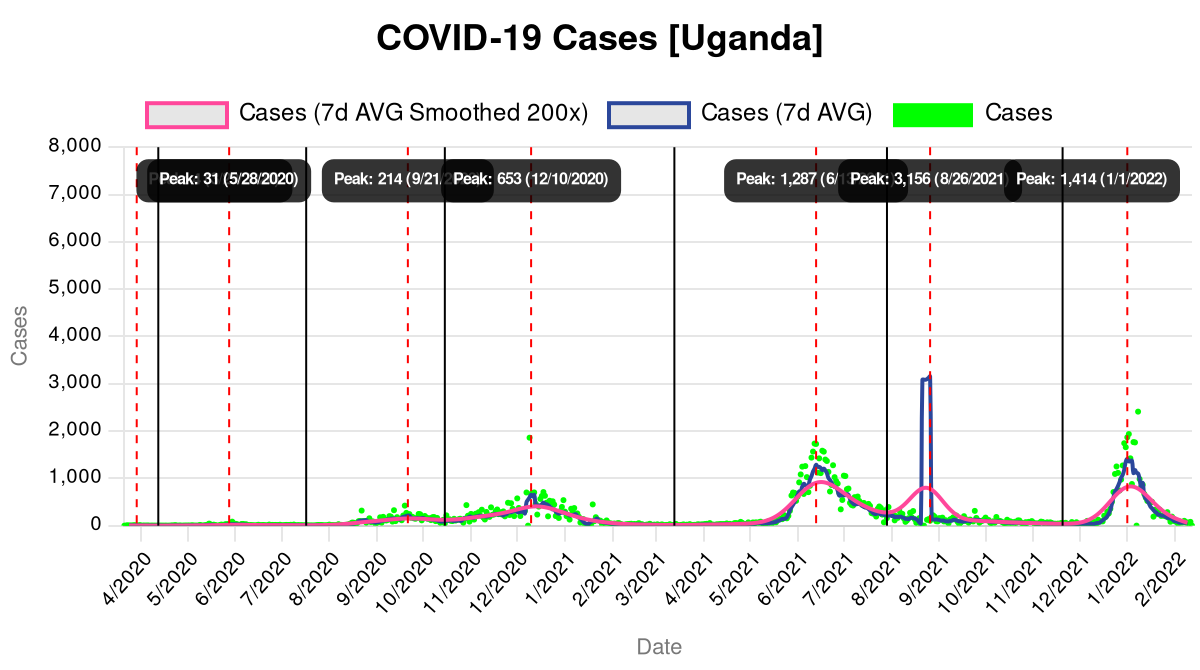 COVID-19 Cases [Uganda]
Cases (7d AVG Smoothed 200x)
Cases (7d AVG)
Cases
8,000
7,000
6,000
5,000
4,000
3,000
2,000
1,000
0
Cases
Peak: 31 (5/28/2020)
Peak: 214 (9/21/
Peak: 653 (12/10/2020)
Peak: 1,287 (6/
Peak: 3,156 (8/26/2021)
Peak: 1,414 (1/1/2022)
4/2020
5/2020
6/2020
7/2020
8/2020
9/2020
10/2020
11/2020
12/2020
1/2021
2/2021
3/2021
4/2021
5/2021
6/2021
7/2021
8/2021
9/2021
10/2021
11/2021
12/2021
1/2022
2/2022
Date